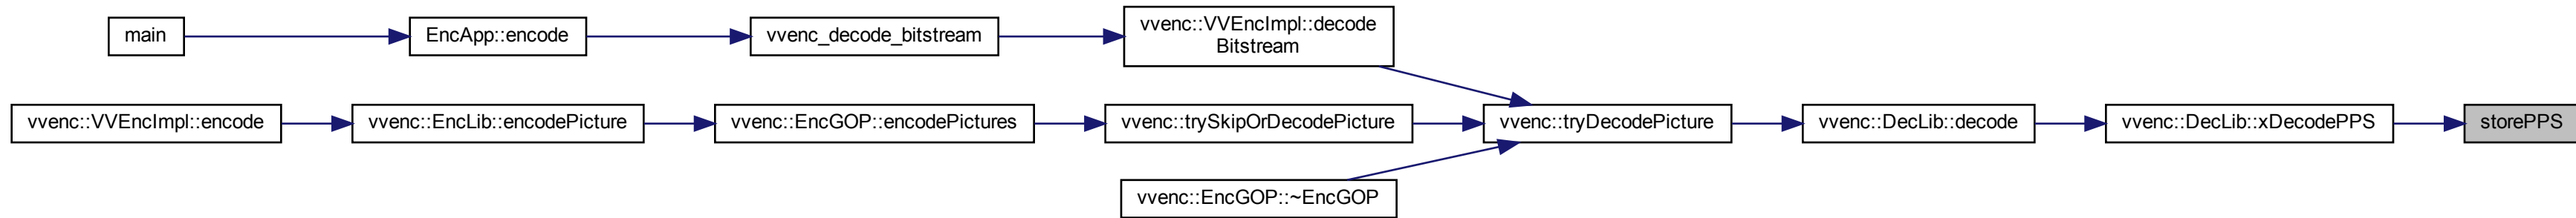 main
EncApp::encode
vvenc_decode_bitstream
vvenc::VVEncImpl::decode
Bitstream
vvenc::VVEncImpl::encode
vvenc::EncLib::encodePicture
vvenc::EncGOP::encodePictures
vvenc::trySkipOrDecodePicture
vvenc::tryDecodePicture
vvenc::DecLib::decode
vvenc::DecLib::xDecodePPS
storePPS
vvenc::EncGOP::~EncGOP